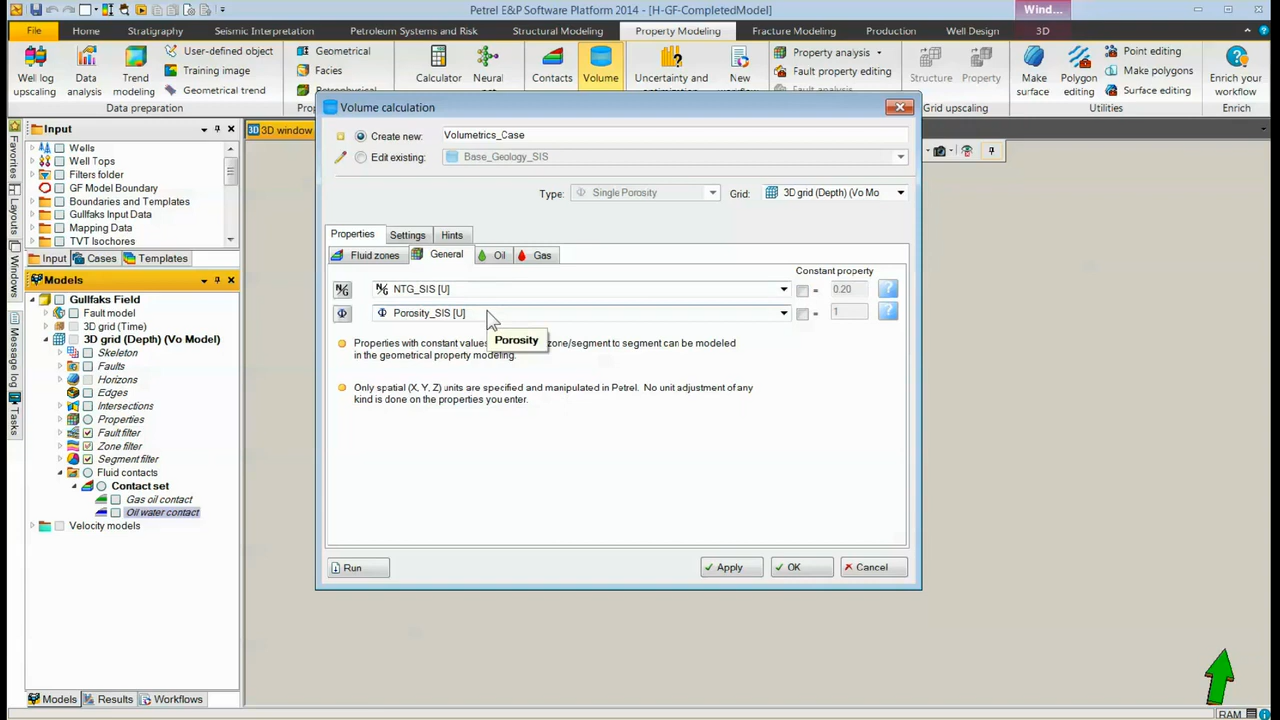 Petrel E&P Software Platform 2014 - [H-GF-CompletedModel]
Wind...
File
Home
Stratigraphy
Seismic Interpretation
Petroleum Systems and Risk
Structural Modeling
Property Modeling
Fracture Modeling
Production
Well Design
3D
Well log upscaling
Data analysis
Trend modeling
User-defined object
Training image
Geometrical trend
Data preparation
Geometrical
Facies
Calculator
Neural
Contacts
Volume
Uncertainty and
New
Property analysis
Fault property editing
Fault analysis
Structure
Property
Grid upscaling
Make surface
Polygon editing
Point editing
Make polygons
Surface editing
Utilities
Enrich your workflow
Enrich
Favorites
Layouts
Windows
Message log
Tasks
Input
Wells
Well Tops
Filters folder
GF Model Boundary
Boundaries and Templates
Gullfaks Input Data
Mapping Data
TVT Isochores
Input
Cases
Templates
Models
Gullfaks Field
Fault model
3D grid (Time)
3D grid (Depth) (Vo Model)
Skeleton
Faults
Horizons
Edges
Intersections
Properties
Fault filter
Zone filter
Segment filter
Fluid contacts
Contact set
Gas oil contact
Oil water contact
Velocity models
Models
Results
Workflows
3D window
Volume calculation
Create new:
Volumetrics_Case
Edit existing:
Base_Geology_SIS
Type:
Single Porosity
Grid:
3D grid (Depth) (Vo Mo
Properties
Settings
Hints
Fluid zones
General
Oil
Gas
Constant property
N/G
N/G
NTG_SIS [U]
=
0.20
?
Φ
Φ
Porosity_SIS [U]
=
1
?
Porosity
Properties with constant values zone/segment to segment can be modeled
in the geometrical property modeling.
Only spatial (X, Y, Z) units are specified and manipulated in Petrel. No unit adjustment of any
kind is done on the properties you enter.
Run
Apply
OK
Cancel
RAM